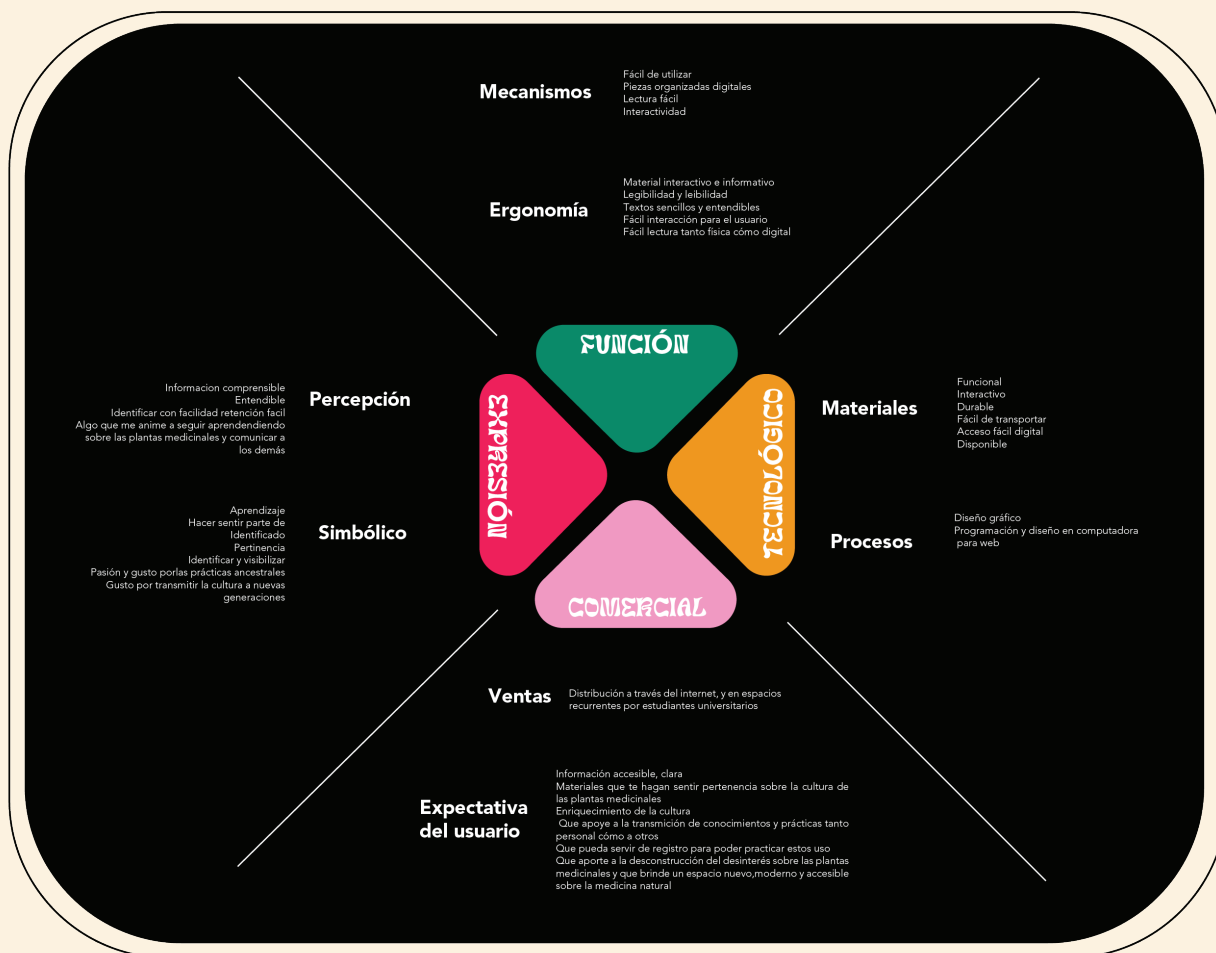 Mecanismos
Fácil de utilizar
Piezas organizadas digitales
Lectura fácil
Interactividad
Ergonomía
Material interactivo e informativo
Legibilidad y leibilidad
Textos sencillos y entendibles
Fácil interacción para el usuario
Fácil lectura tanto física cómo digital
FUNCIÓN
EXPRESIÓN
Percepción
Informacion comprensible
Entendible
Identificar con facilidad retención facil
Algo que me anime a seguir aprendendiendo
sobre las plantas medicinales y comunicar a
los demás
Simbólico
Aprendizaje
Hacer sentir parte de
Identificado
Pertinencia
Identificar y visibilizar
Pasión y gusto porlas prácticas ancestrales
Gusto por transmitir la cultura a nuevas
generaciones
TECNOLÓGICO
Materiales
Funcional
Interactivo
Durable
Fácil de transportar
Acceso fácil digital
Disponible
Procesos
Diseño gráfico
Programación y diseño en computadora
para web
COMERCIAL
Ventas
Distribución a través del internet, y en espacios
recurrentes por estudiantes universitarios
Expectativa
del usuario
Información accesible, clara
Materiales que te hagan sentir pertenencia sobre la cultura de
las plantas medicinales
Enriquecimiento de la cultura
Que apoye a la transmición de conocimientos y prácticas tanto
personal cómo a otros
Que pueda servir de registro para poder practicar estos uso
Que aporte a la desconstrucción del desinterés sobre las plantas
medicinales y que brinde un espacio nuevo,moderno y accesible
sobre la medicina natural